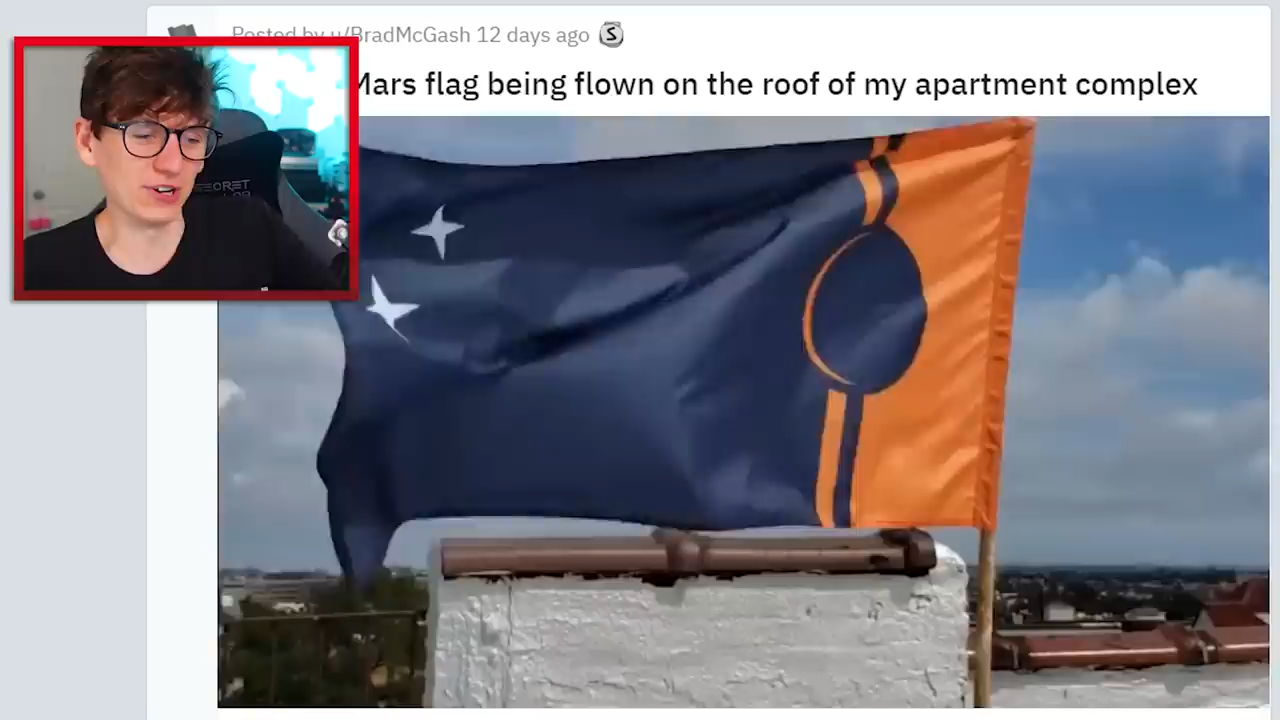 Posted by u/BradMcGash 12 days ago
Mars flag being flown on the roof of my apartment complex